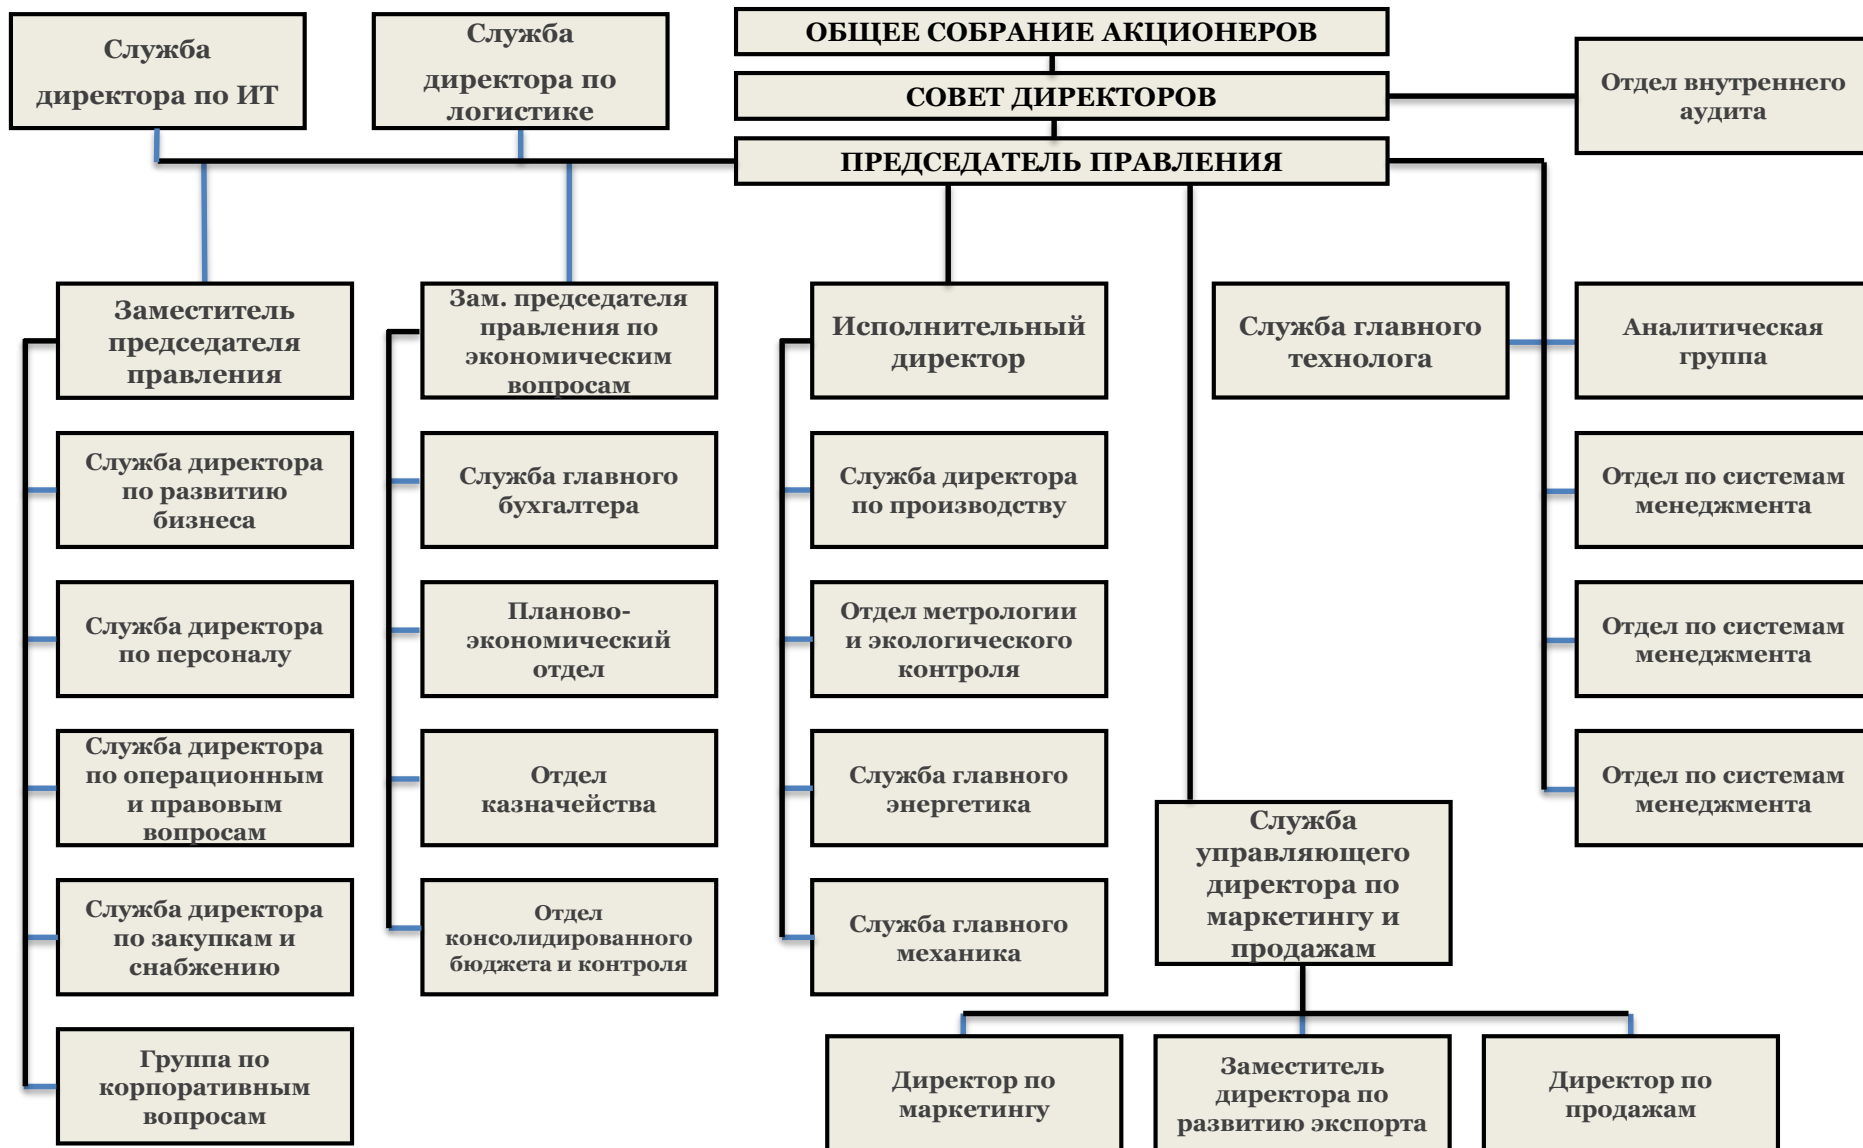 Служба
директора по ИТ
Служба
директора по
логистике
ОБЩЕЕ СОБРАНИЕ АКЦИОНЕРОВ
СОВЕТ ДИРЕКТОРОВ
ПРЕДСЕДАТЕЛЬ ПРАВЛЕНИЯ
Отдел внутреннего
аудита
Заместитель
председателя
правления
Зам. председателя
правления по
экономическим
вопросам
Исполнительный
директор
Служба главного
технолога
Аналитическая
группа
Служба директора
по развитию
бизнеса
Служба главного
бухгалтера
Служба директора
по производству
Отдел по системам
менеджмента
Служба директора
по персоналу
Планово-
экономический
отдел
Отдел метрологии
и экологического
контроля
Отдел по системам
менеджмента
Служба директора
по операционным
и правовым
вопросам
Отдел
казначейства
Служба главного
энергетика
Отдел по системам
менеджмента
Служба
управляющего
директора по
маркетингу и
продажам
Служба директора
по закупкам и
снабжению
Отдел
консолидированного
бюджета и контроля
Служба главного
механика
Группа по
корпоративным
вопросам
Директор по
маркетингу
Заместитель
директора по
развитию экспорта
Директор по
продажам